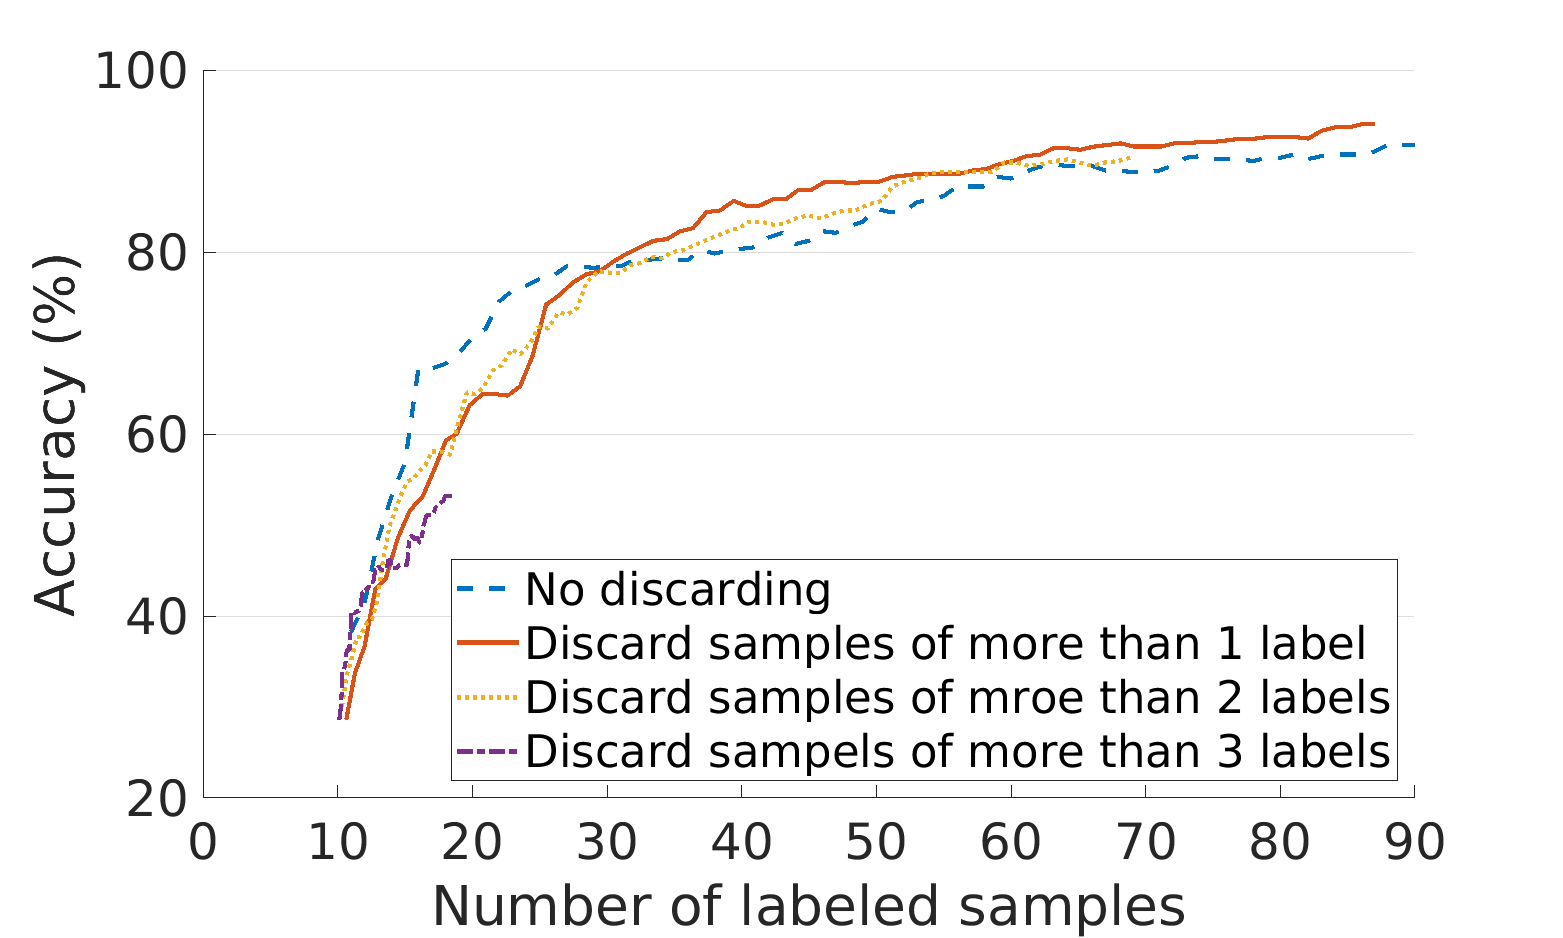 100
80
60
40
20
Accuracy (%)
No discarding
Discard samples of more than 1 label
Discard samples of mroe than 2 labels
Discard sampels of more than 3 labels
0 10 20 30 40 50 60 70 80 90
Number of labeled samples